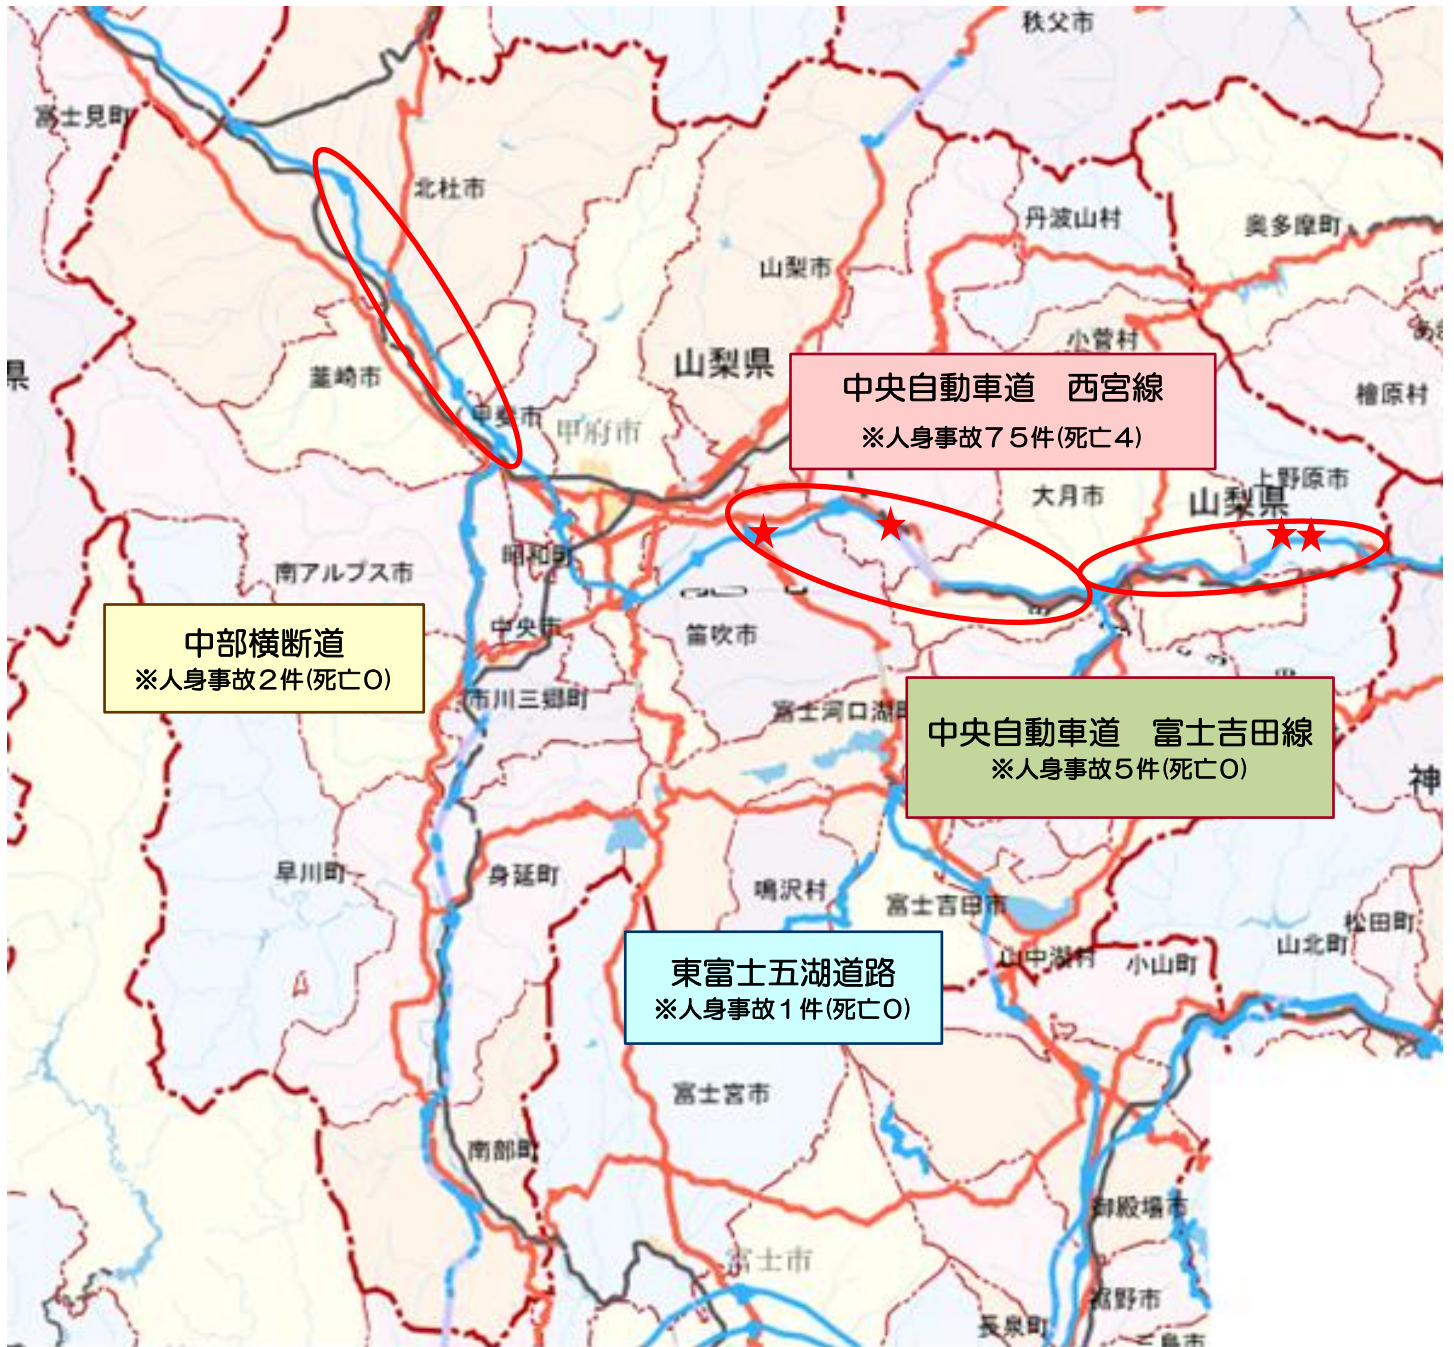 秩父市
富士見町
北杜市
丹波山村
奥多摩町
山梨市
小菅村
山梨県
県
韮崎市
檜原村
中央自動車道 西宮線
※人身事故75件(死亡4)
甲斐市
甲府市
上野原市
大月市
山梨県
昭和町
南アルプス市
中央市
笛吹市
中部横断道
※人身事故2件(死亡0)
市川三郷町
富士河口湖町
中央自動車道 富士吉田線
※人身事故5件(死亡0)
神
早川町
身延町
鳴沢村
富士吉田市
松田町
山北町
山中湖村
小山町
東富士五湖道路
※人身事故1件(死亡0)
富士宮市
南部町
御殿場市
富士市
裾野市
長泉町
三島市